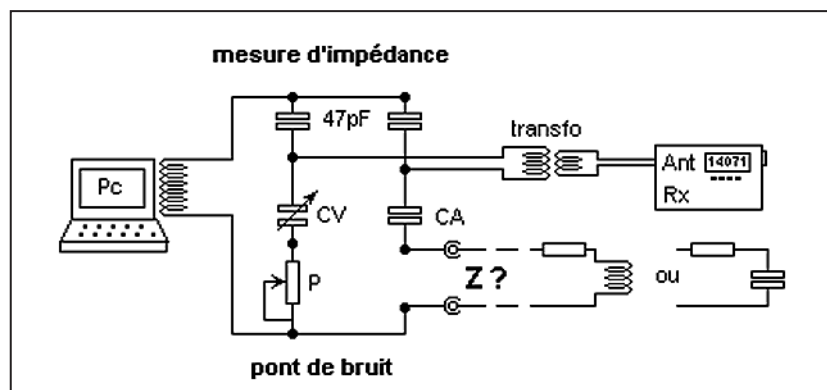 mesure d'impédance
47pF
transfo
Pc
Ant 14071
Rx
CV
CA
P
Z ?
ou
pont de bruit